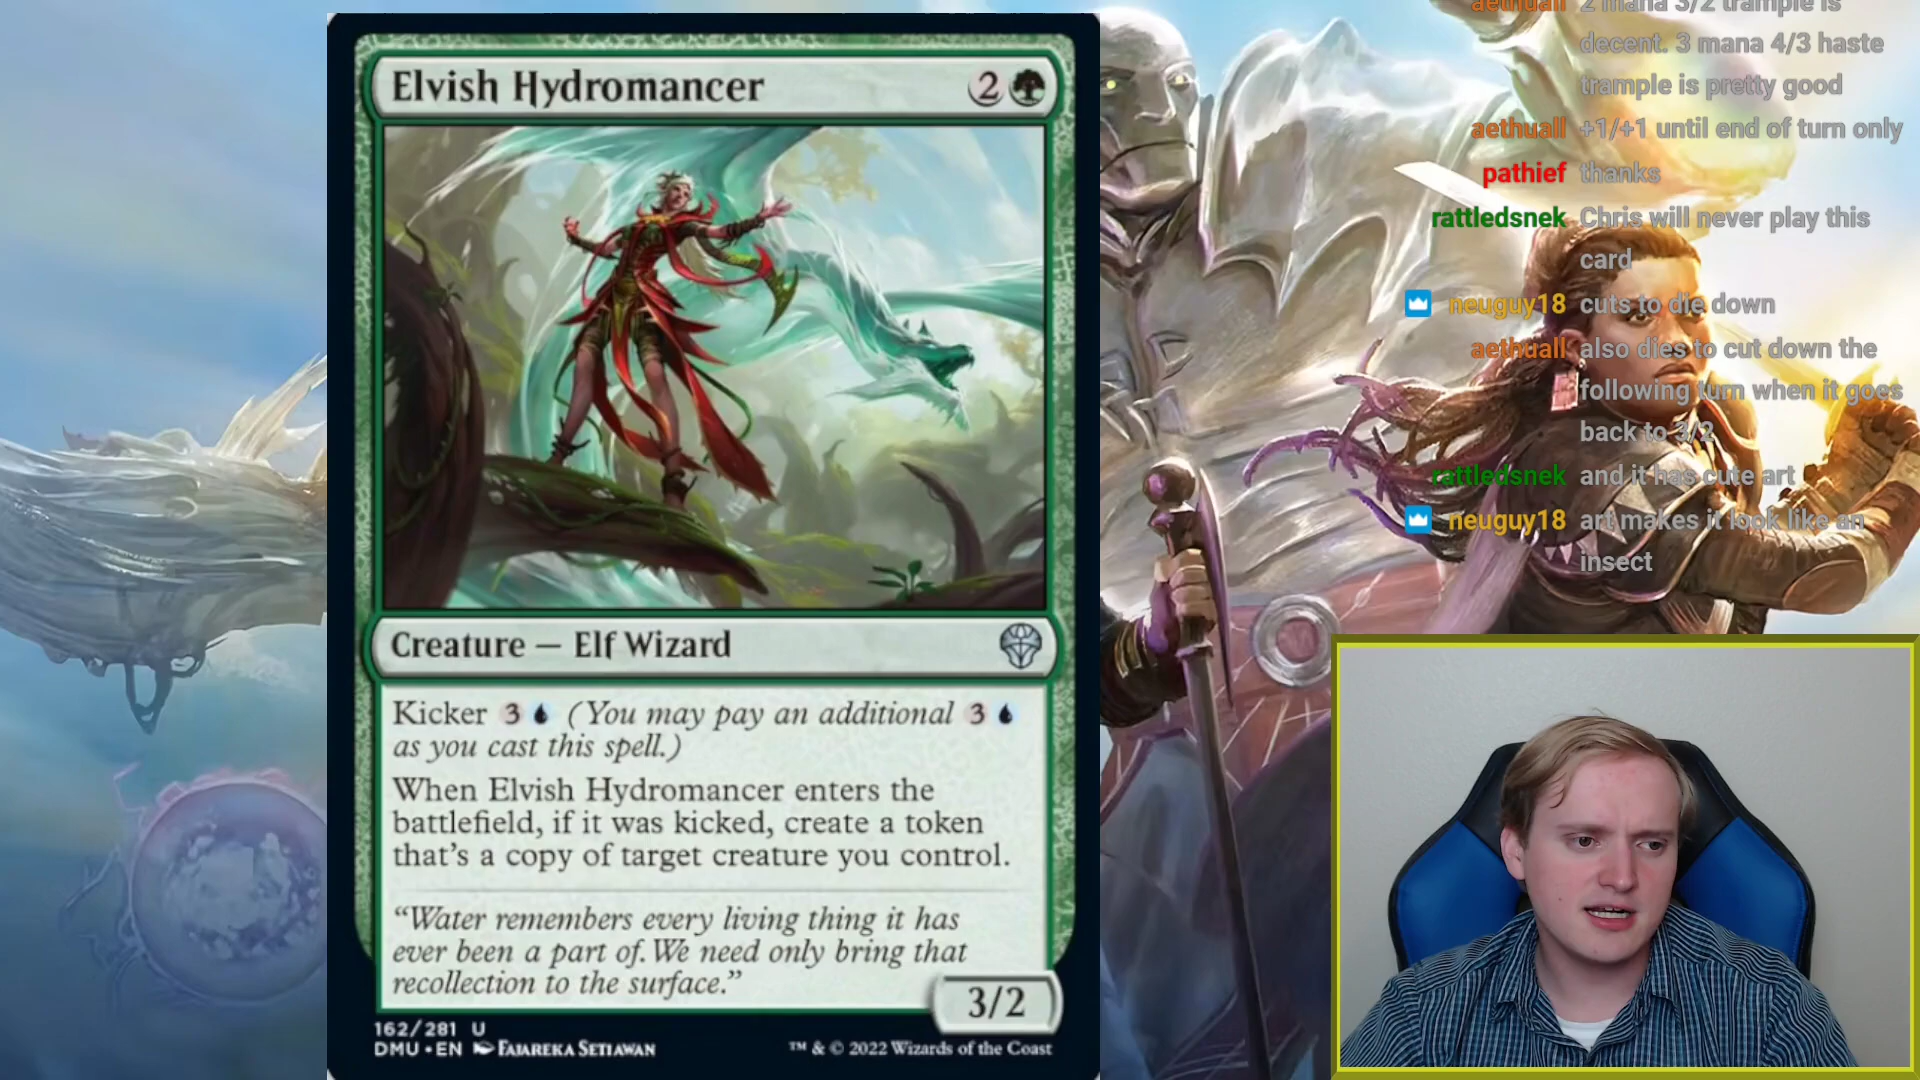 Elvish Hydromancer 2
Creature — Elf Wizard
Kicker 3 (You may pay an additional 3
as you cast this spell.)
When Elvish Hydromancer enters the
battlefield, if it was kicked, create a token
that's a copy of target creature you control.
“Water remembers every living thing it has
ever been a part of. We need only bring that
recollection to the surface.”
3/2
162/281 U
DMU • EN FAJAREKA SETIAWAN
™ & © 2022 Wizards of the Coast
aethuall 2 mana 3/2 trample is
decent. 3 mana 4/3 haste
trample is pretty good
aethuall +1/+1 until end of turn only
pathief thanks
rattledsnek Chris will never play this
card
neuguy18 cuts to die down
aethuall also dies to cut down the
following turn when it goes
back to 3/2
rattledsnek and it has cute art
neuguy18 art makes it look like an
insect